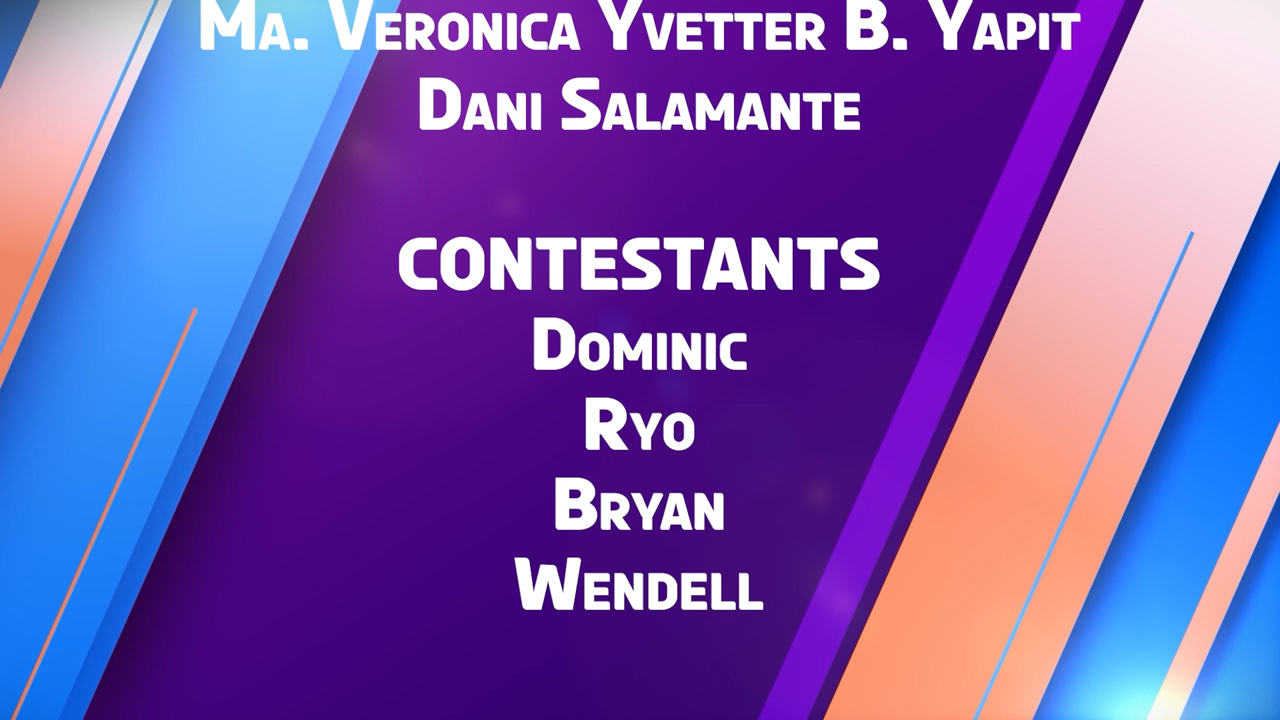 Ma. Veronica Yvetter B. Yapit
Dani Salamante
CONTESTANTS
Dominic
Ryo
Bryan
Wendell